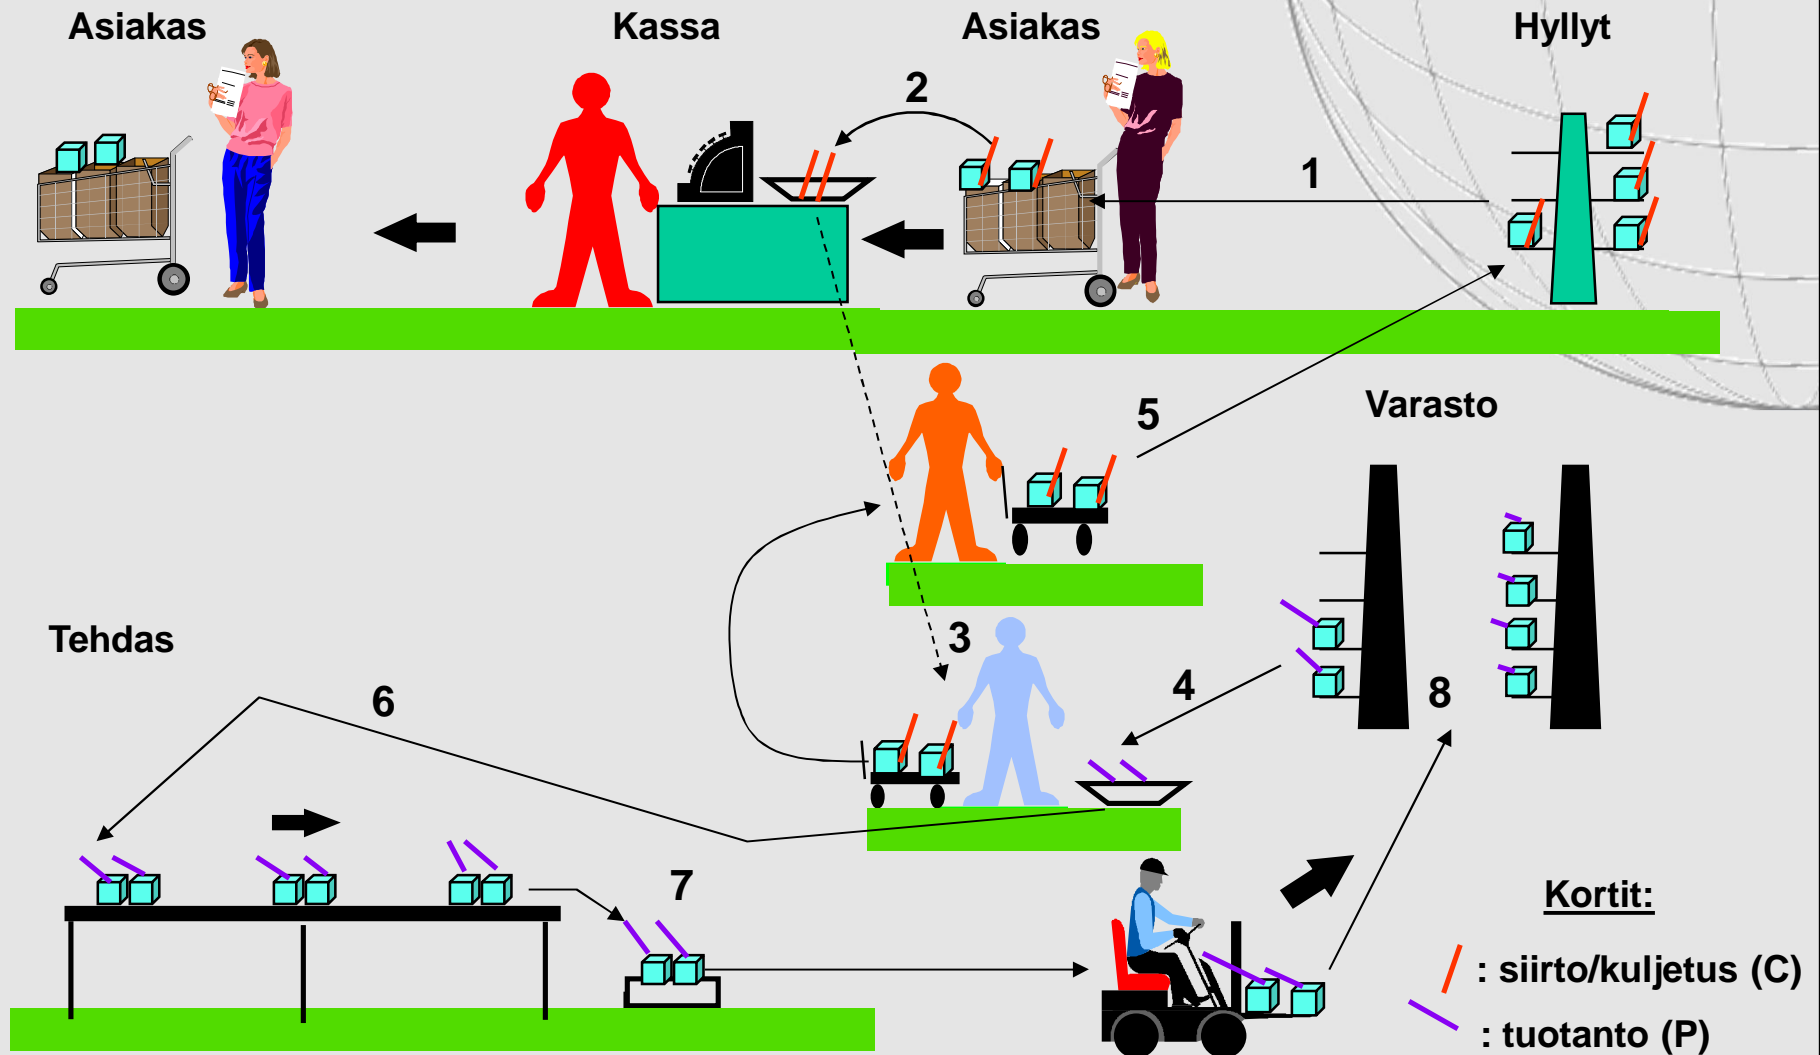 Asiakas
Kassa
Asiakas
Hyllyt
2
1
5
Varasto
Tehdas
3
6
4
8
7
Kortit:
: siirto/kuljetus (C)
: tuotanto (P)